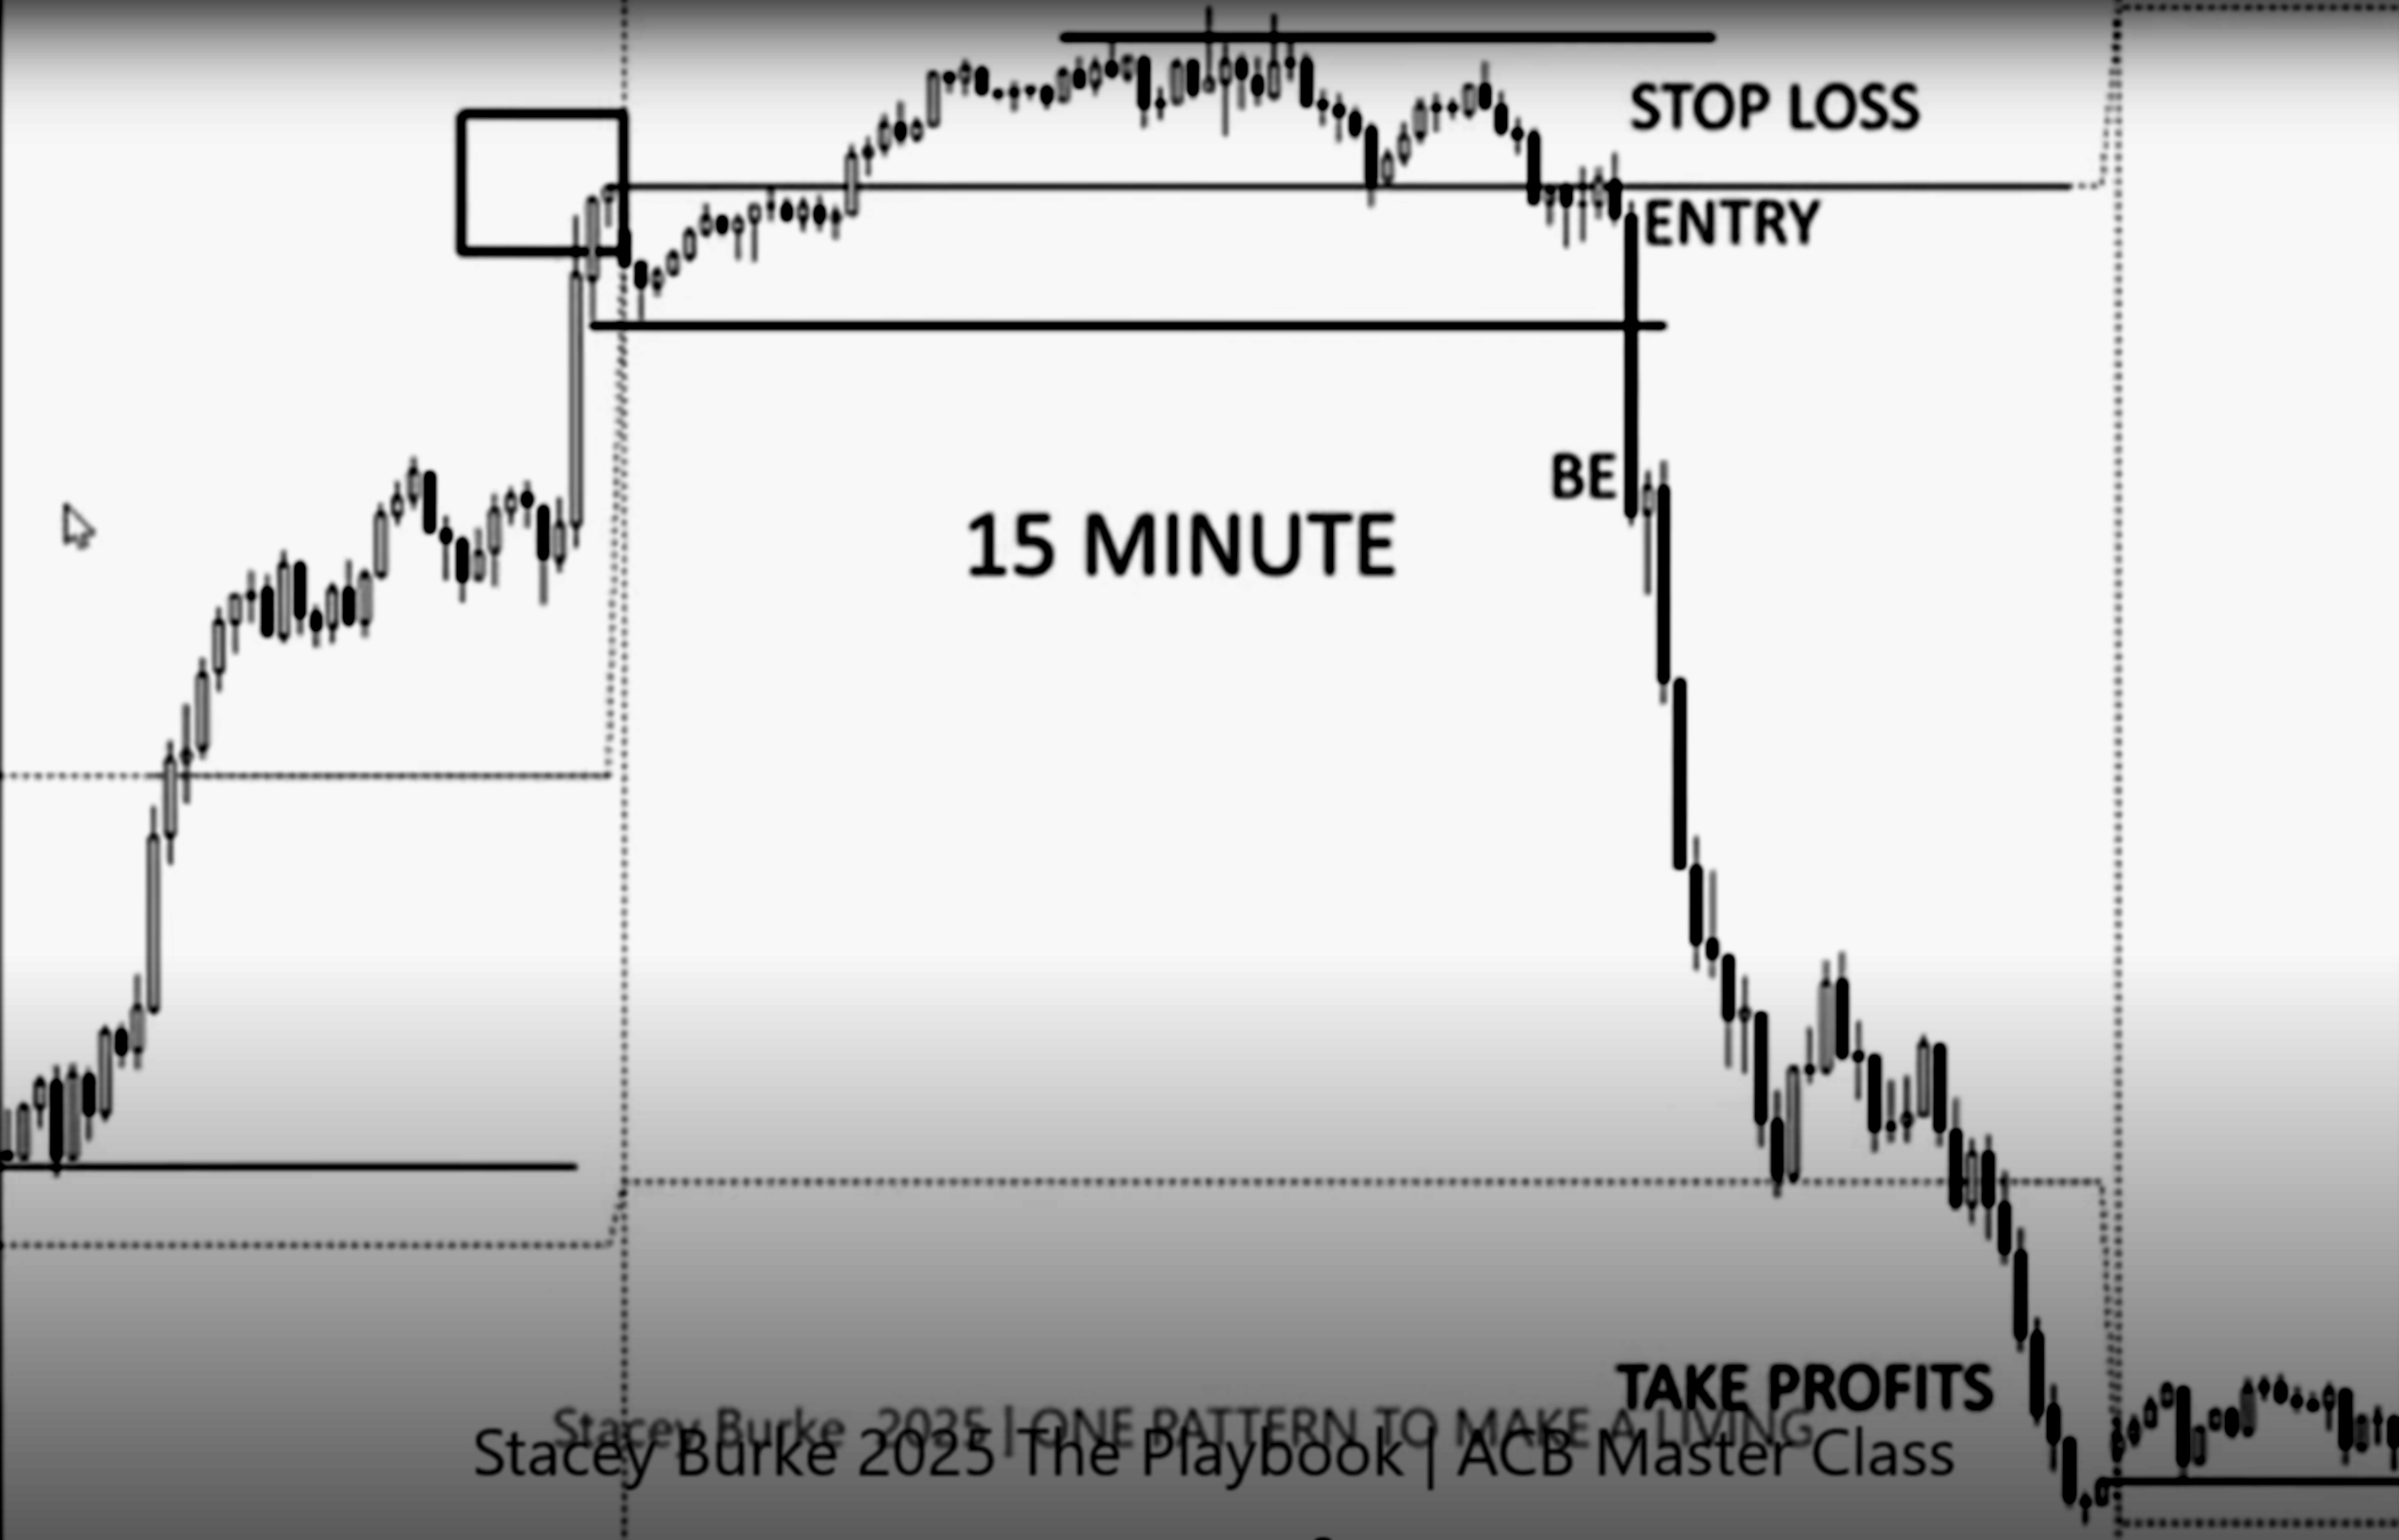 STOP LOSS
ENTRY
BE
15 MINUTE
TAKE PROFITS
Stacey Burke 2025 | ONE PATTERN TO MAKE A LIVING
Stacey Burke 2025 The Playbook | ACB Master Class